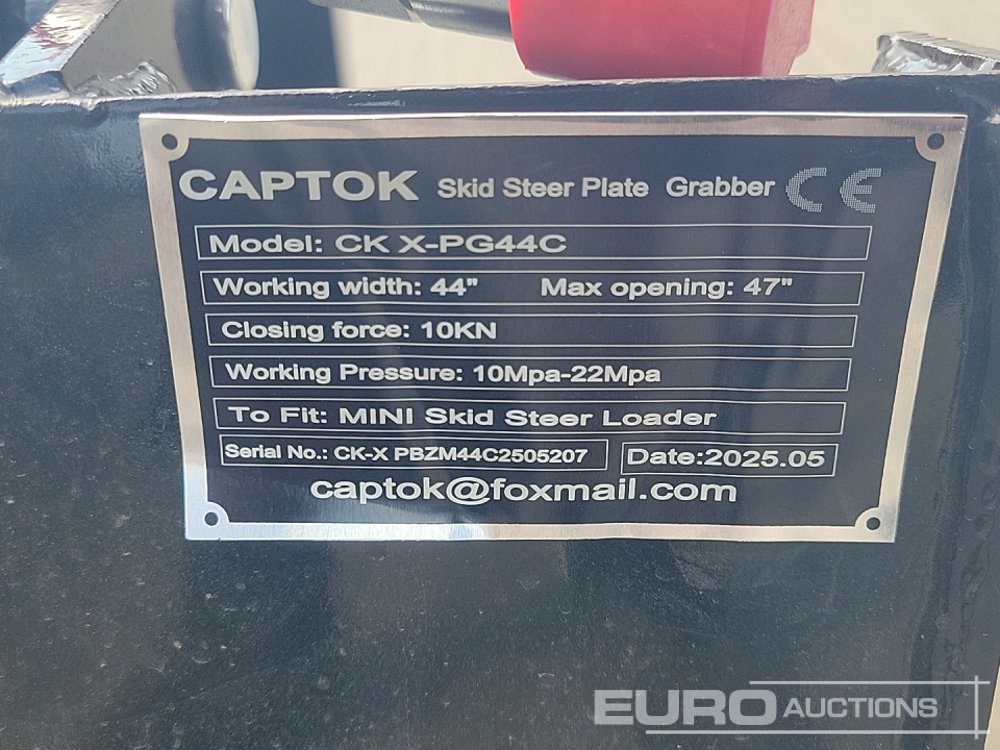 CAPTOK Skid Steer Plate Grabber CE
Model: CK X-PG44C
Working width: 44" Max opening: 47"
Closing force: 10KN
Working Pressure: 10Mpa-22Mpa
To Fit: MINI Skid Steer Loader
Serial No.: CK-X PBZM44C2505207 Date:2025.05
captok@foxmail.com
EURO AUCTIONS